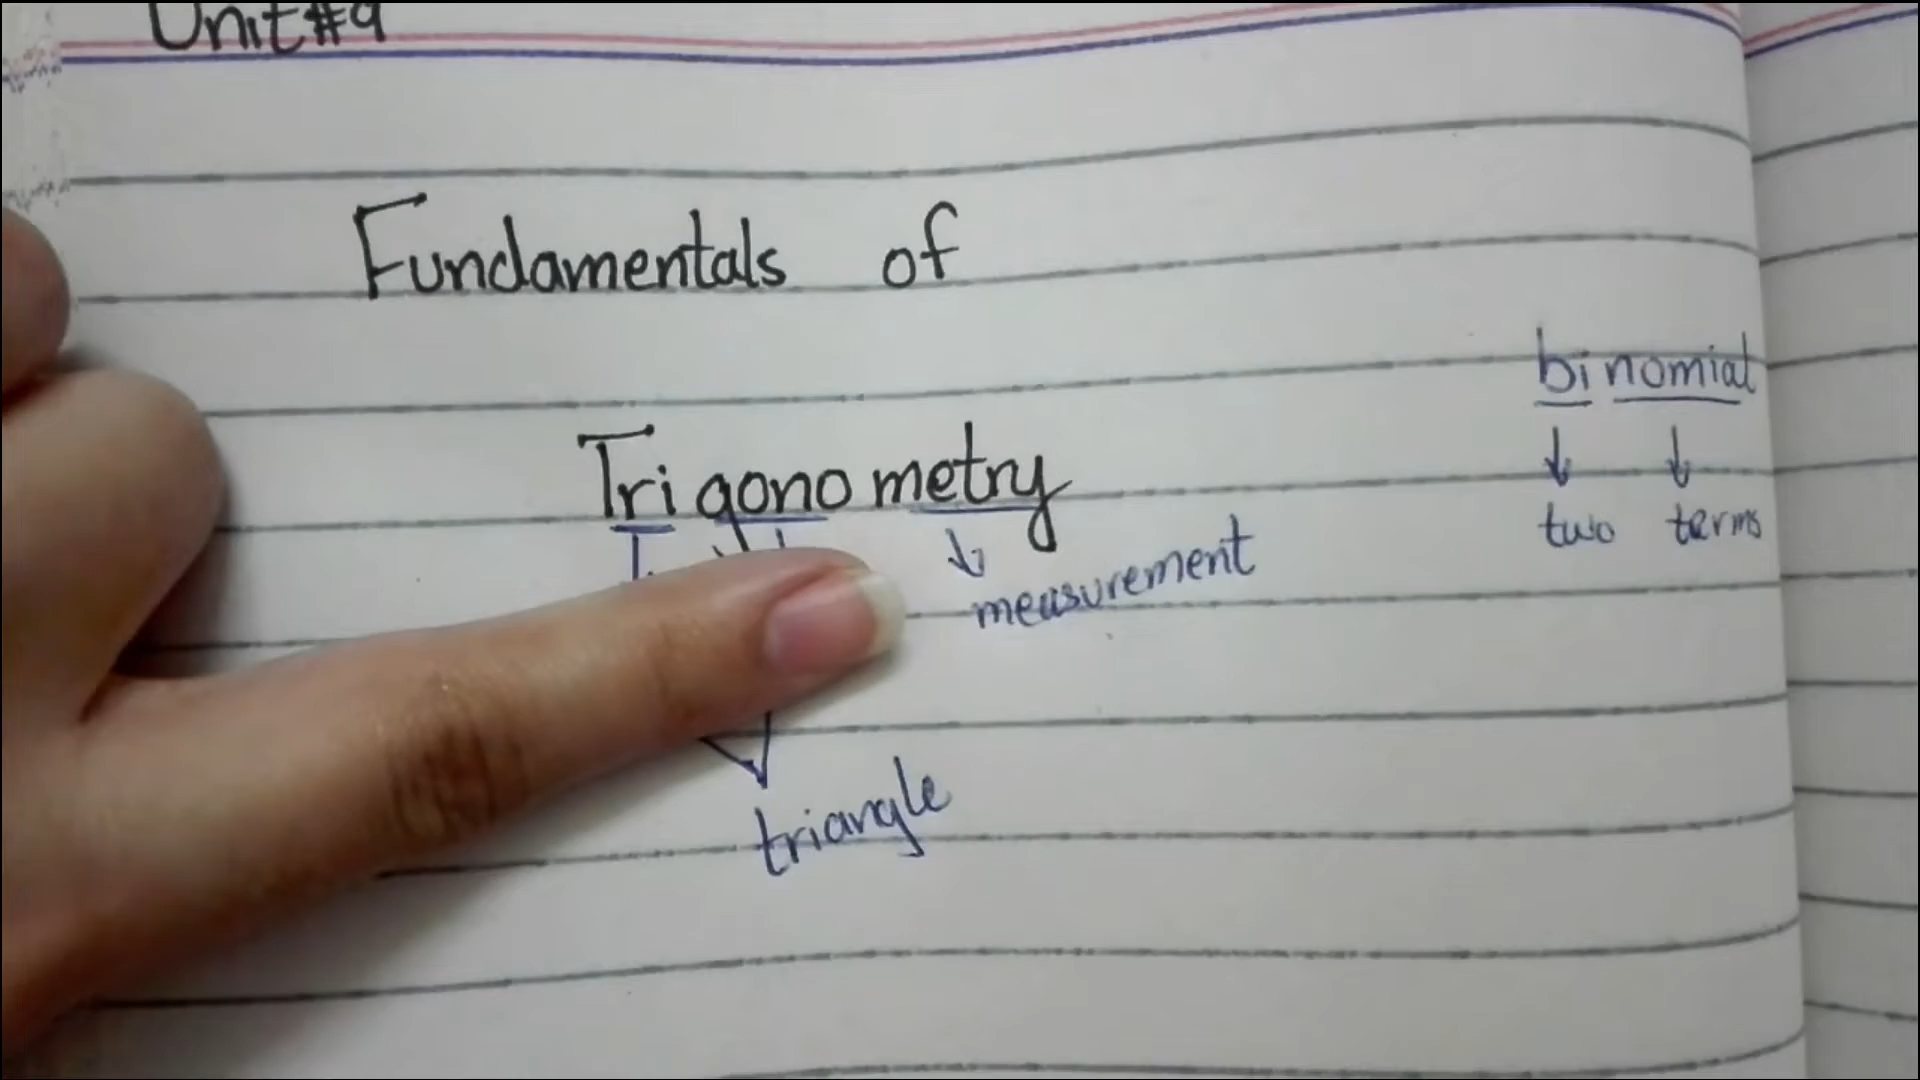 Unit#9
Fundamentals of
Trigonometry
measurement
triangle
binomial
two terms